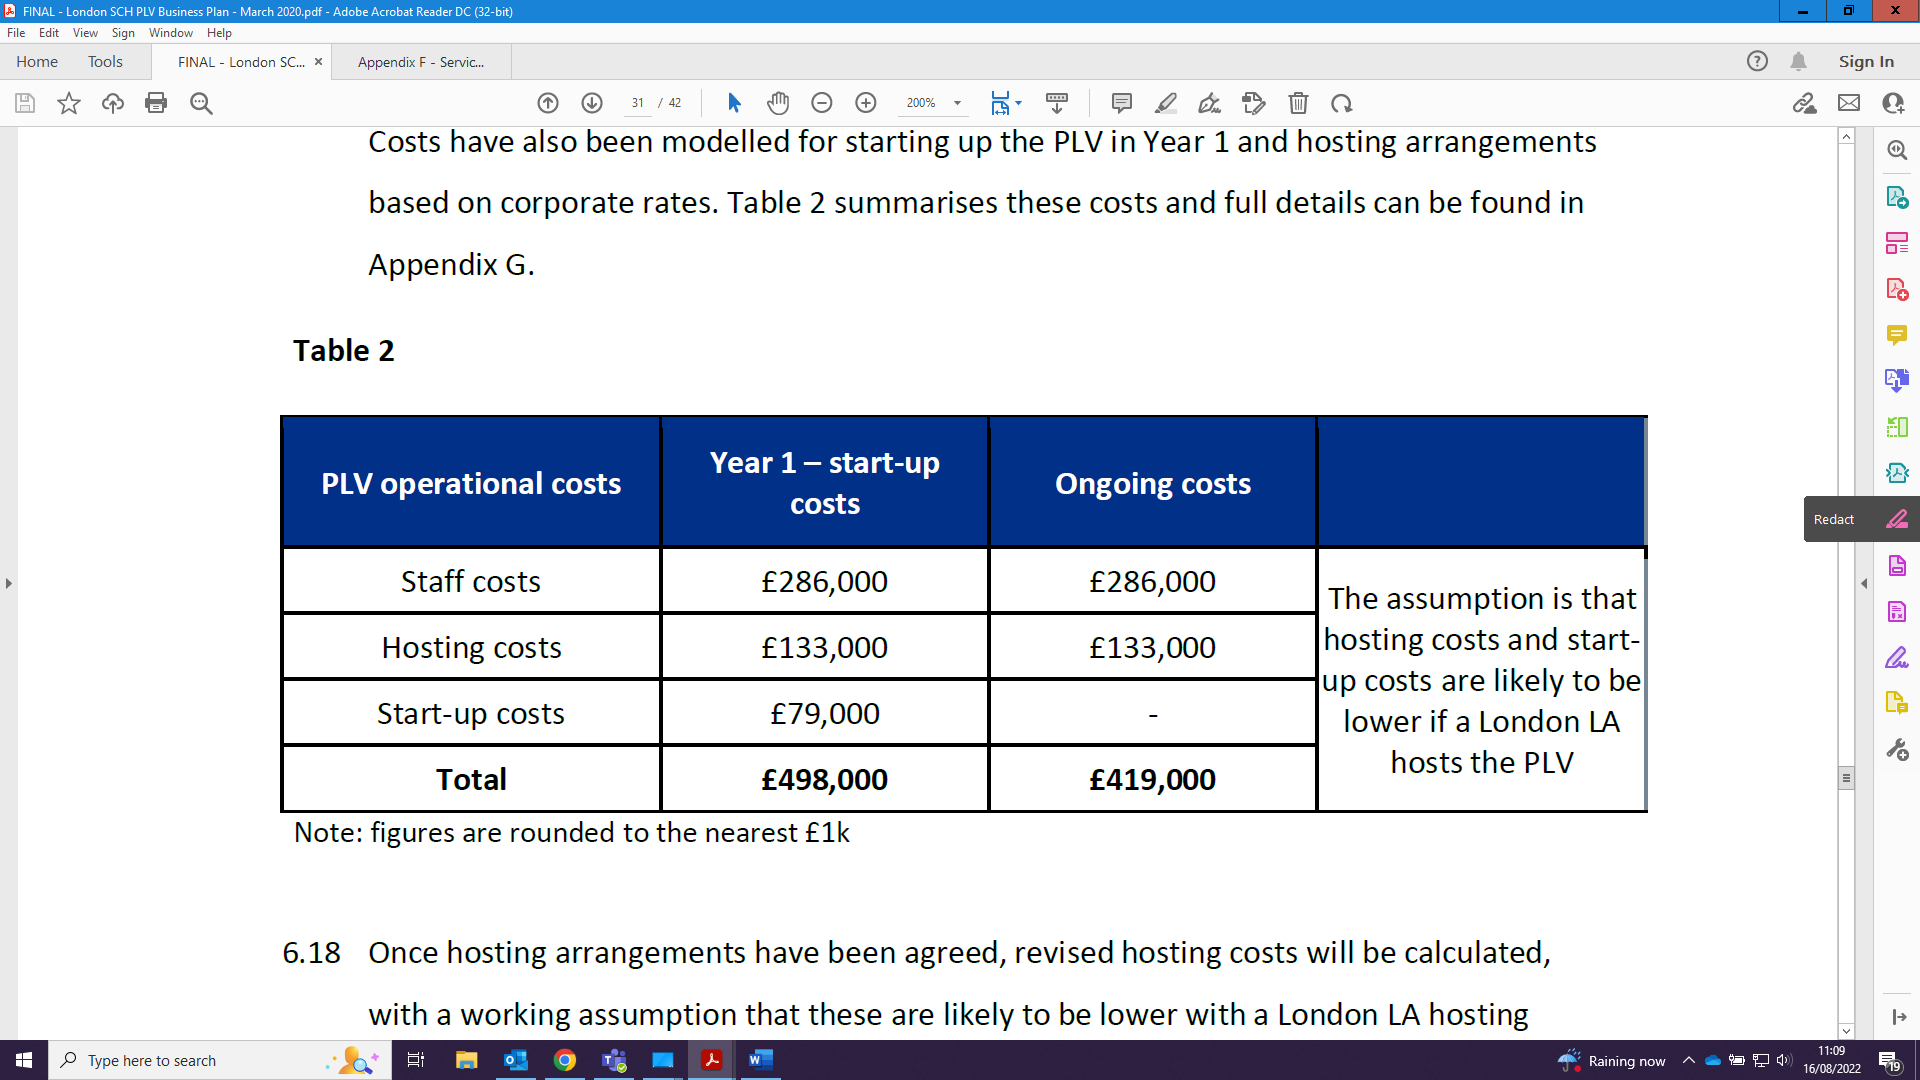 FINAL - London SCH PLV Business Plan - March 2020.pdf - Adobe Acrobat Reader DC (32-bit)
File Edit View Sign Window Help
Home Tools FINAL - London SC... × Appendix F - Servic... Sign In
31 / 42 200%
Costs have also been modelled for starting up the PLV in Year 1 and hosting arrangements
based on corporate rates. Table 2 summarises these costs and full details can be found in
Appendix G.
Table 2
PLV operational costs
Year 1 – start-up
costs
Ongoing costs
Staff costs £286,000 £286,000
Hosting costs £133,000 £133,000
Start-up costs £79,000 -
Total £498,000 £419,000
The assumption is that
hosting costs and start-
up costs are likely to be
lower if a London LA
hosts the PLV
Note: figures are rounded to the nearest £1k
6.18 Once hosting arrangements have been agreed, revised hosting costs will be calculated,
with a working assumption that these are likely to be lower with a London LA hosting
Redact
Type here to search
Raining now
11:09
16/08/2022
19